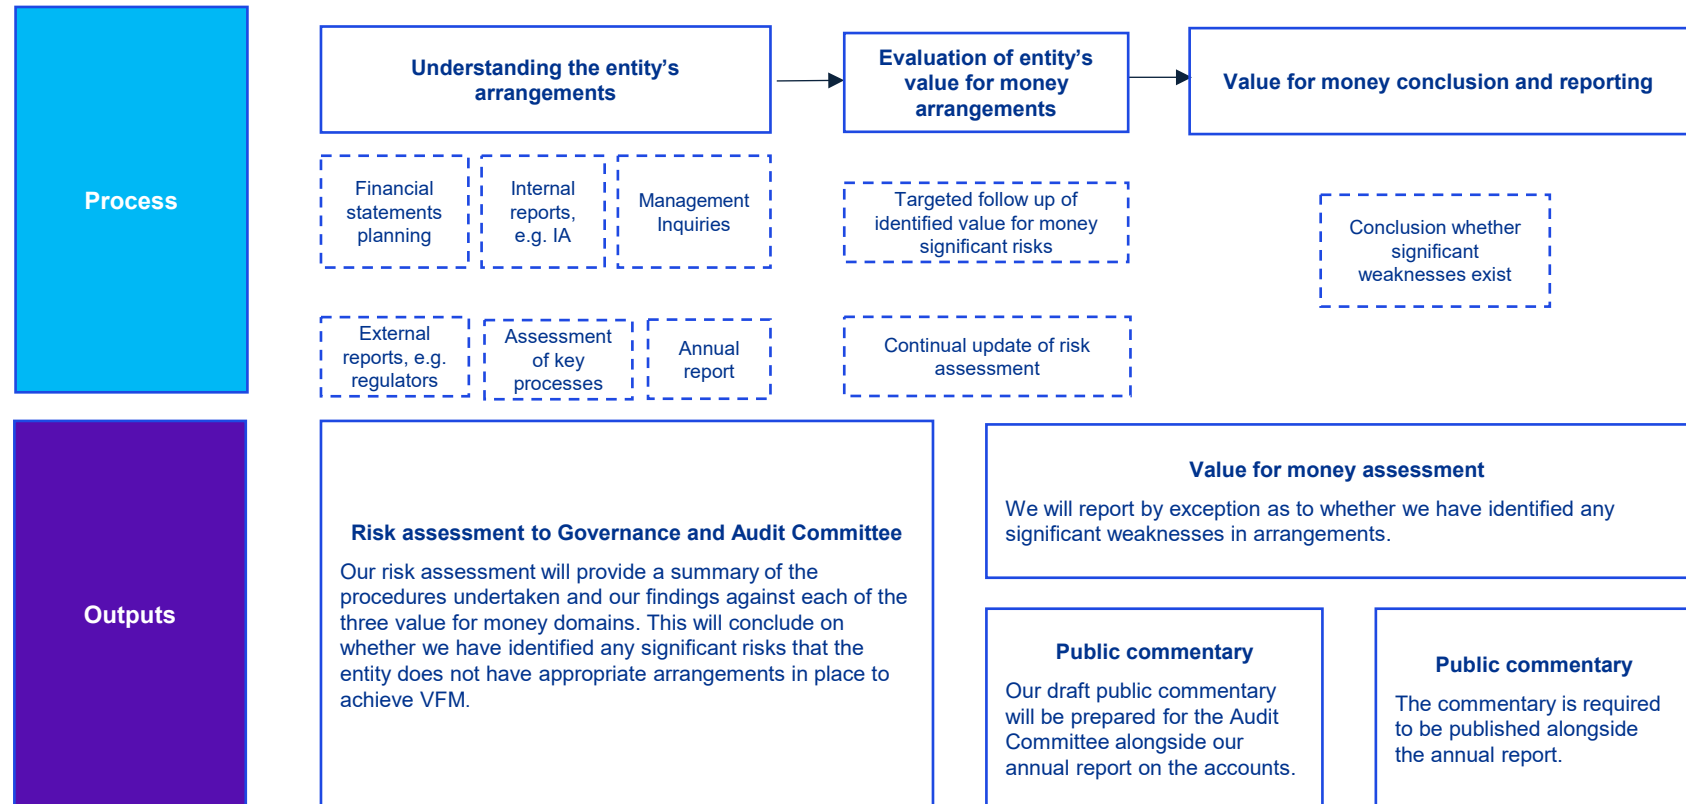 Process
Understanding the entity’s
arrangements
Evaluation of entity’s
value for money
arrangements
Value for money conclusion and reporting
Financial
statements
planning
Internal
reports,
e.g. IA
Management
Inquiries
Targeted follow up of
identified value for money
significant risks
Conclusion whether
significant
weaknesses exist
External
reports, e.g.
regulators
Assessment
of key
processes
Annual
report
Continual update of risk
assessment
Outputs
Risk assessment to Governance and Audit Committee
Our risk assessment will provide a summary of the
procedures undertaken and our findings against each of the
three value for money domains. This will conclude on
whether we have identified any significant risks that the
entity does not have appropriate arrangements in place to
achieve VFM.
Value for money assessment
We will report by exception as to whether we have identified any
significant weaknesses in arrangements.
Public commentary
Our draft public commentary
will be prepared for the Audit
Committee alongside our
annual report on the accounts.
Public commentary
The commentary is required
to be published alongside
the annual report.